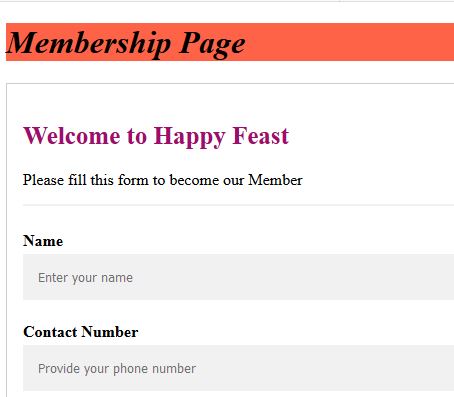 Membership Page
Welcome to Happy Feast
Please fill this form to become our Member
Name
Enter your name
Contact Number
Provide your phone number